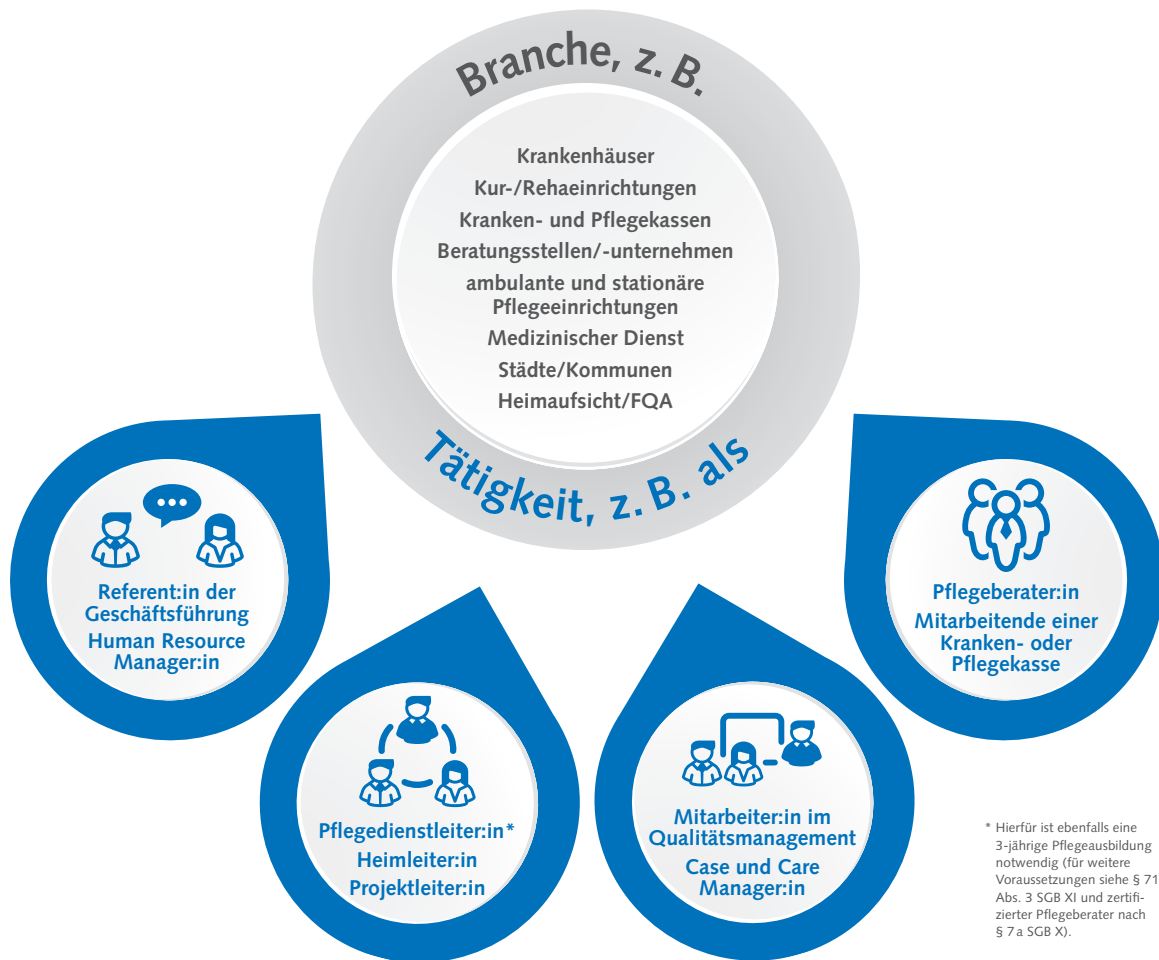 Branche, z. B.
Krankenhäuser
Kur-/Rehaeinrichtungen
Kranken- und Pflegekassen
Beratungsstellen/-unternehmen
ambulante und stationäre
Pflegeeinrichtungen
Medizinischer Dienst
Städte/Kommunen
Heimaufsicht/FQA
Tätigkeit, z. B. als
Referent:in der
Geschäftsführung
Human Resource
Manager:in
Pflegedienstleiter:in*
Heimleiter:in
Projektleiter:in
Mitarbeiter:in im
Qualitätsmanagement
Case und Care
Manager:in
Pflegeberater:in
Mitarbeitende einer
Kranken- oder
Pflegekasse
* Hierfür ist ebenfalls eine
3-jährige Pflegeausbildung
notwendig (für weitere
Voraussetzungen siehe § 71
Abs. 3 SGB XI und zertifi-
zierter Pflegeberater nach
§ 7 a SGB X).